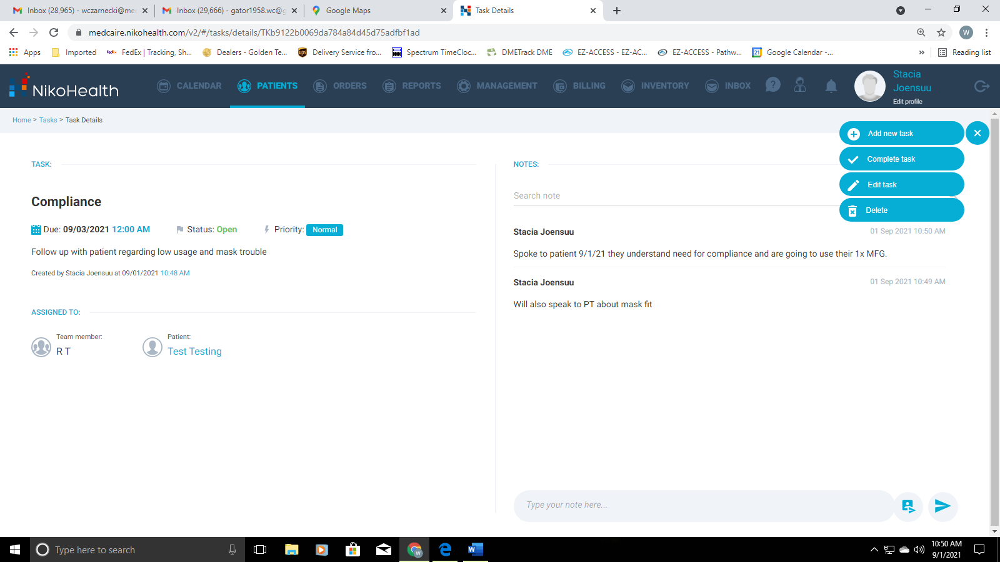 Inbox (28,965) - wczarnecki@me
Inbox (29,666) - gator1958.wc@g
Google Maps
Task Details
medcaire.nikohealth.com/v2/#/tasks/details/TKb9122b0069da784a84d45d75adfbf1ad
W
Apps
Imported
FedEx | Tracking, Sh...
Dealers - Golden Te...
Delivery Service fro...
Spectrum TimeCloc...
DMETrack DME
EZ-ACCESS - EZ-AC...
EZ-ACCESS - Pathw...
Google Calendar -...
»
Reading list
NikoHealth
CALENDAR
PATIENTS
ORDERS
REPORTS
MANAGEMENT
BILLING
INVENTORY
INBOX
Stacia
Joensuu
Edit profile
Home > Tasks > Task Details
Add new task
Complete task
Edit task
Delete
TASK:
Compliance
Due: 09/03/2021 12:00 AM
Status: Open
Priority: Normal
Follow up with patient regarding low usage and mask trouble
Created by Stacia Joensuu at 09/01/2021 10:48 AM
ASSIGNED TO:
Team member:
R T
Patient:
Test Testing
NOTES:
Search note
Stacia Joensuu
01 Sep 2021 10:50 AM
Spoke to patient 9/1/21 they understand need for compliance and are going to use their 1x MFG.
Stacia Joensuu
01 Sep 2021 10:49 AM
Will also speak to PT about mask fit
Type your note here...
Type here to search
10:50 AM
9/1/2021